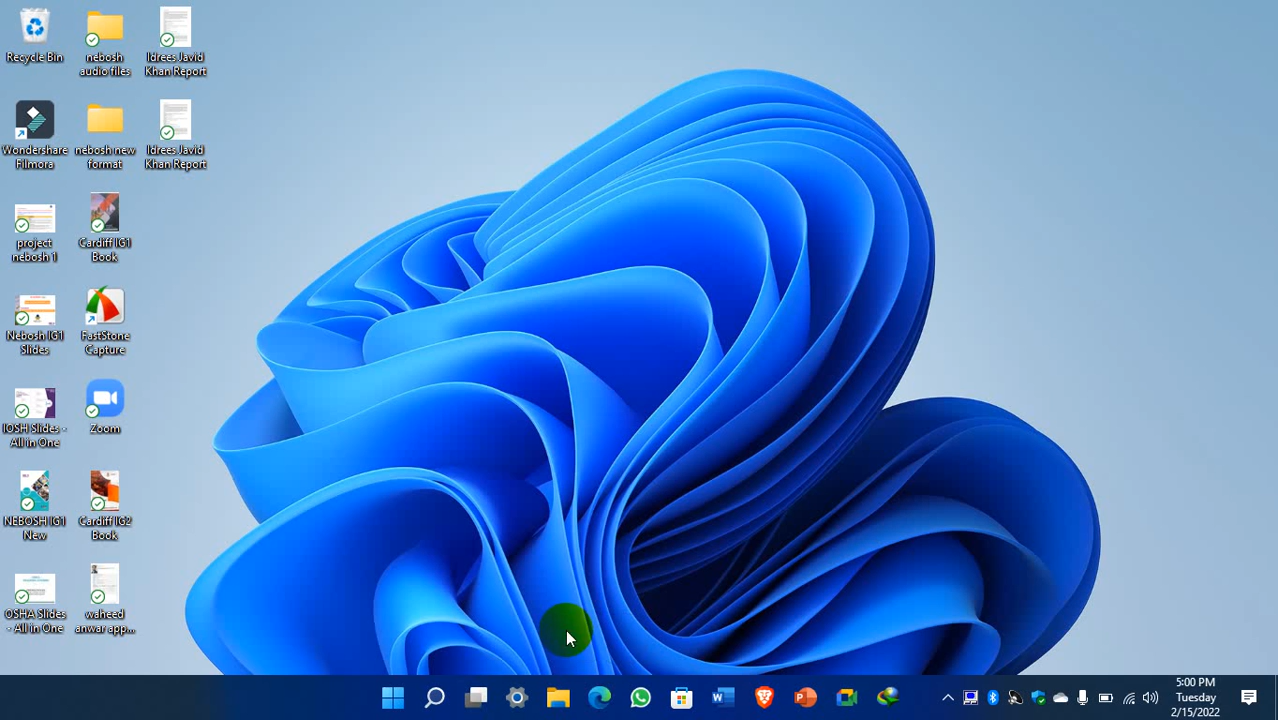 Recycle Bin
nebosh
audio files
Idrees Javid
Khan Report
Wondershare
Filmora
nebosh new
format
Idrees Javid
Khan Report
project
nebosh 1
Cardiff IG1
Book
Nebosh IG1
Slides
FastStone
Capture
IOSH Slides -
All in One
Zoom
NEBOSH IG1
New
Cardiff IG2
Book
OSHA Slides
- All in One
waheed
anwar app...
5:00 PM
Tuesday
2/15/2022